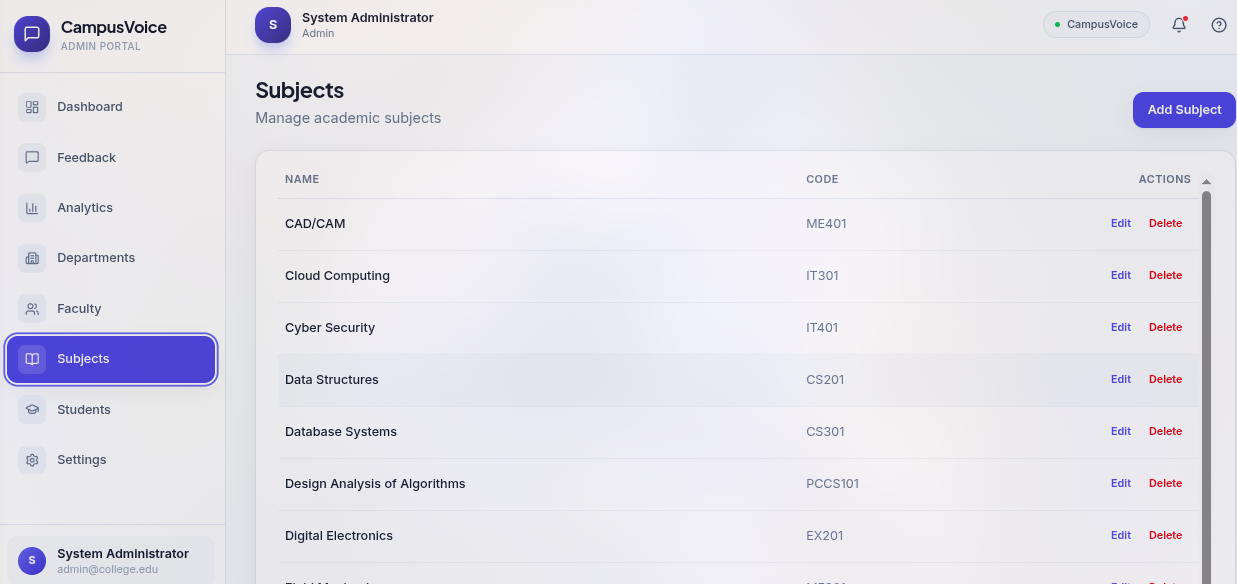 CampusVoice
ADMIN PORTAL
Dashboard
Feedback
Analytics
Departments
Faculty
Subjects
Students
Settings
S
System Administrator
admin@college.edu
S
System Administrator
Admin
CampusVoice
Subjects
Manage academic subjects
Add Subject
NAME CODE ACTIONS
CAD/CAM ME401 Edit Delete
Cloud Computing IT301 Edit Delete
Cyber Security IT401 Edit Delete
Data Structures CS201 Edit Delete
Database Systems CS301 Edit Delete
Design Analysis of Algorithms PCCS101 Edit Delete
Digital Electronics EX201 Edit Delete